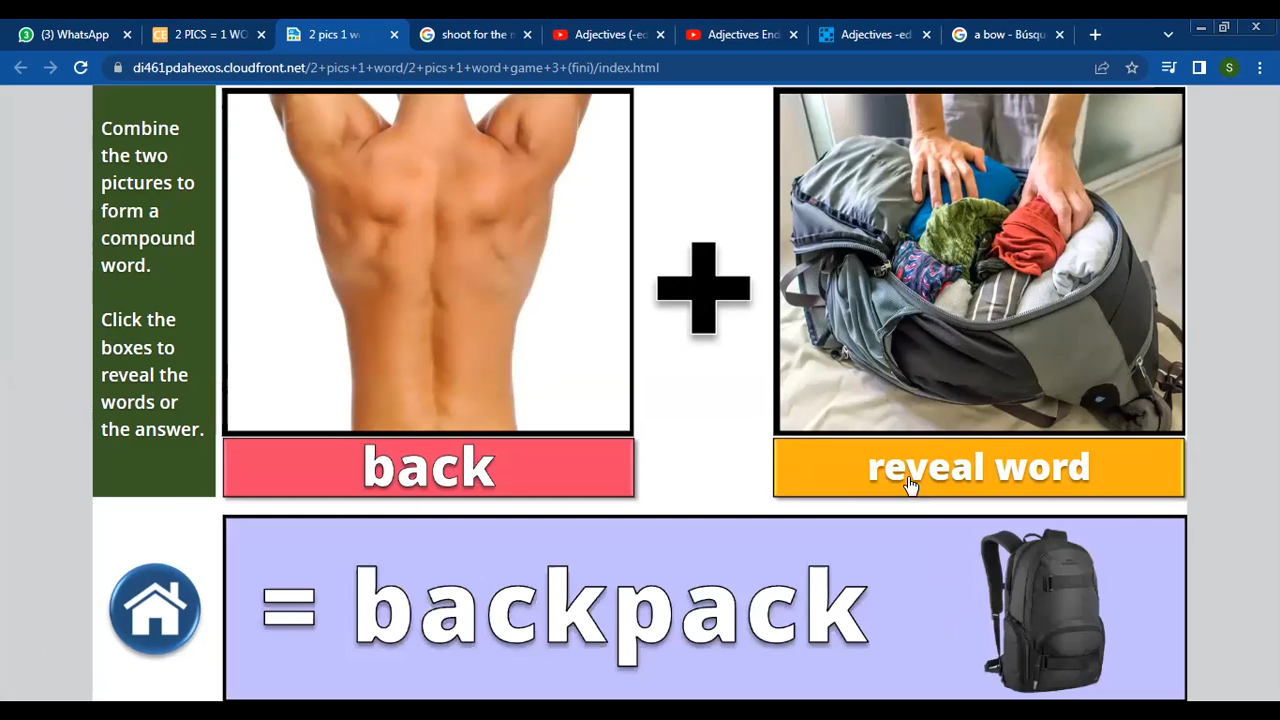 (3) WhatsApp
2 PICS = 1 WO
2 pics 1 w
shoot for the n
Adjectives (-ed
Adjectives End
Adjectives -ed
a bow - Búsqu
di461pdahexos.cloudfront.net/2+pics+1+word/2+pics+1+word+game+3+(fini)/index.html
S
Combine
the two
pictures to
form a
compound
word.
Click the
boxes to
reveal the
words or
the answer.
back
reveal word
= backpack